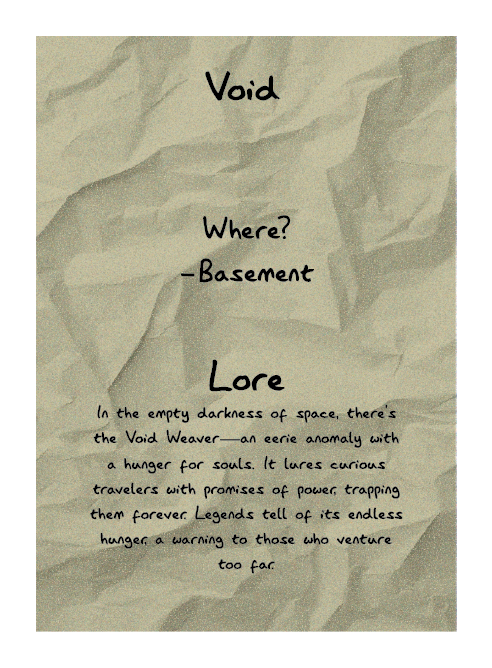 Void
Where?
-Basement
Lore
In the empty darkness of space, there's
the Void Weaver—an eerie anomaly with
a hunger for souls. It lures curious
travelers with promises of power, trapping
them forever. Legends tell of its endless
hunger, a warning to those who venture
too far.